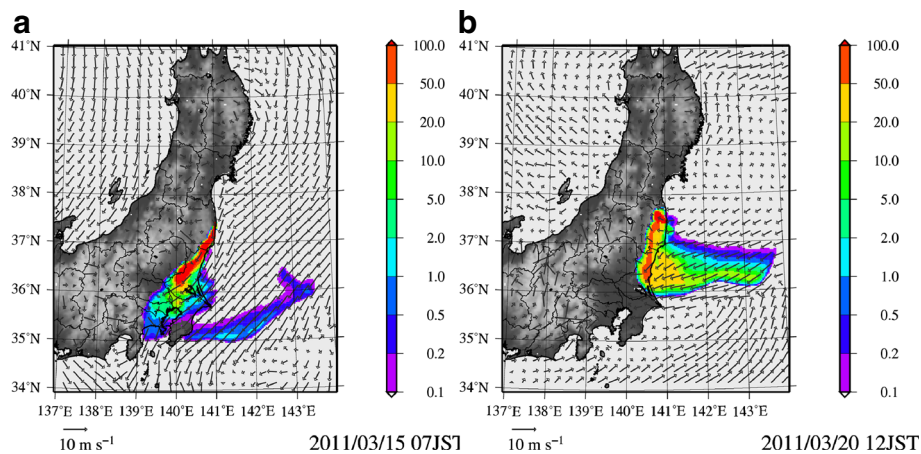 a
b
41°N
40°N
39°N
38°N
37°N
36°N
35°N
34°N
137°E 138°E 139°E 140°E 141°E 142°E 143°E
100.0
50.0
20.0
10.0
5.0
2.0
1.0
0.5
0.2
0.1
10 m s⁻¹
2011/03/15 07JST
41°N
40°N
39°N
38°N
37°N
36°N
35°N
34°N
137°E 138°E 139°E 140°E 141°E 142°E 143°E
100.0
50.0
20.0
10.0
5.0
2.0
1.0
0.5
0.2
0.1
10 m s⁻¹
2011/03/20 12JST